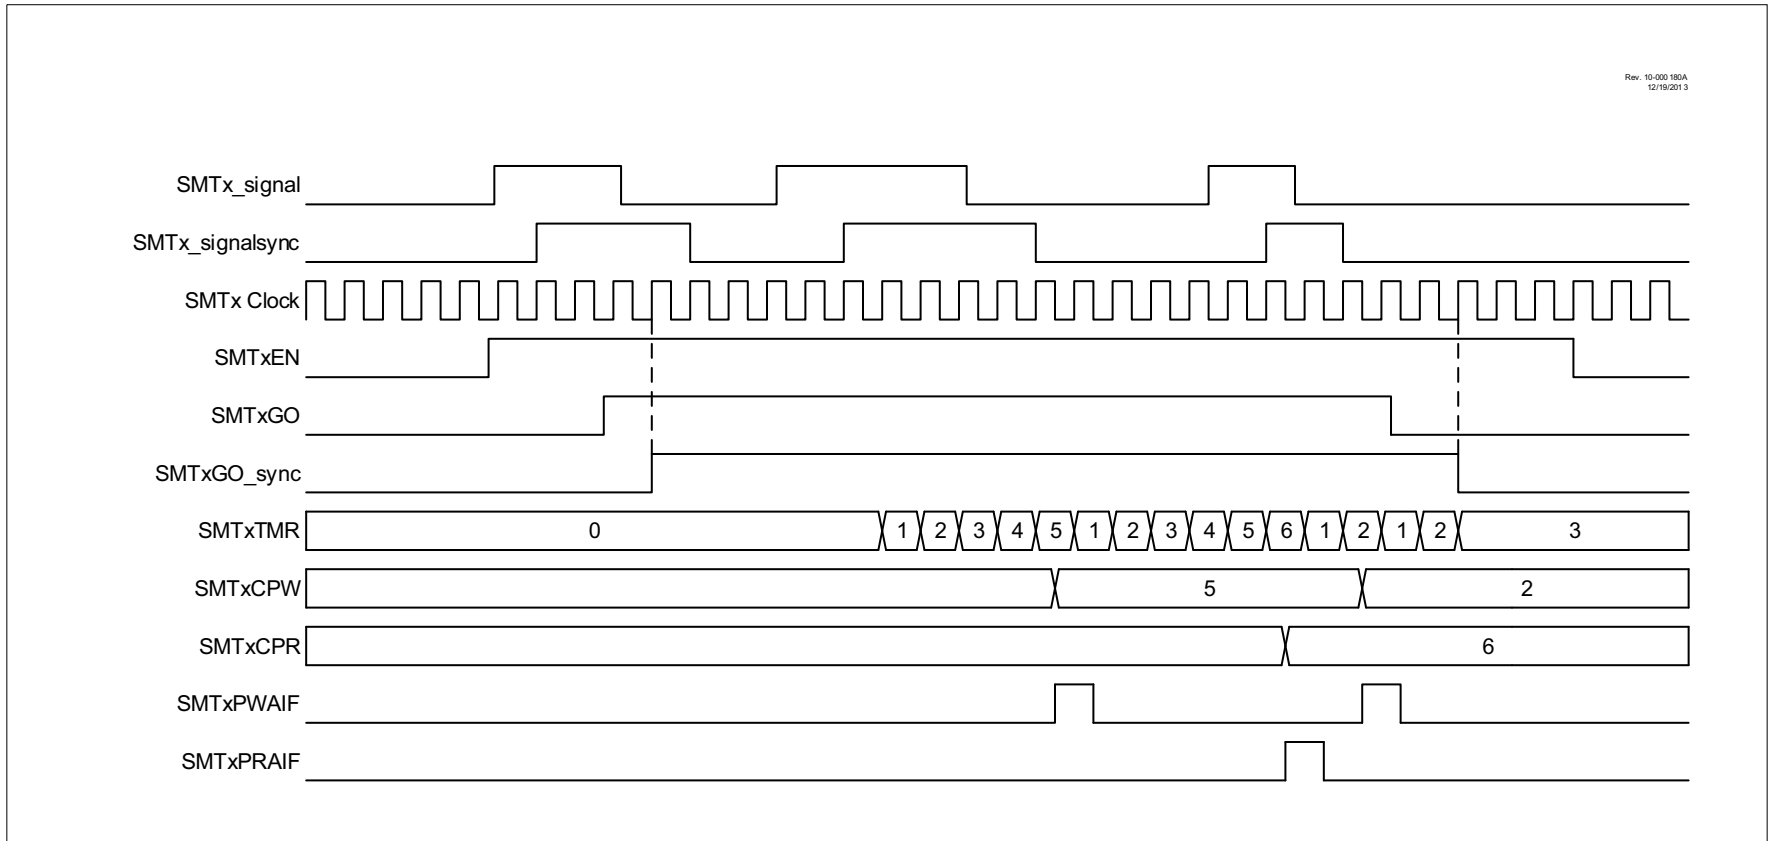 Rev. 10-000 180A
12/19/201 3
SMTx_signal
SMTx_signalsync
SMTx Clock
SMTxEN
SMTxGO
SMTxGO_sync
SMTxTMR 0 1 2 3 4 5 1 2 3 4 5 6 1 2 1 2 3
SMTxCPW 5 2
SMTxCPR 6
SMTxPWAIF
SMTxPRAIF